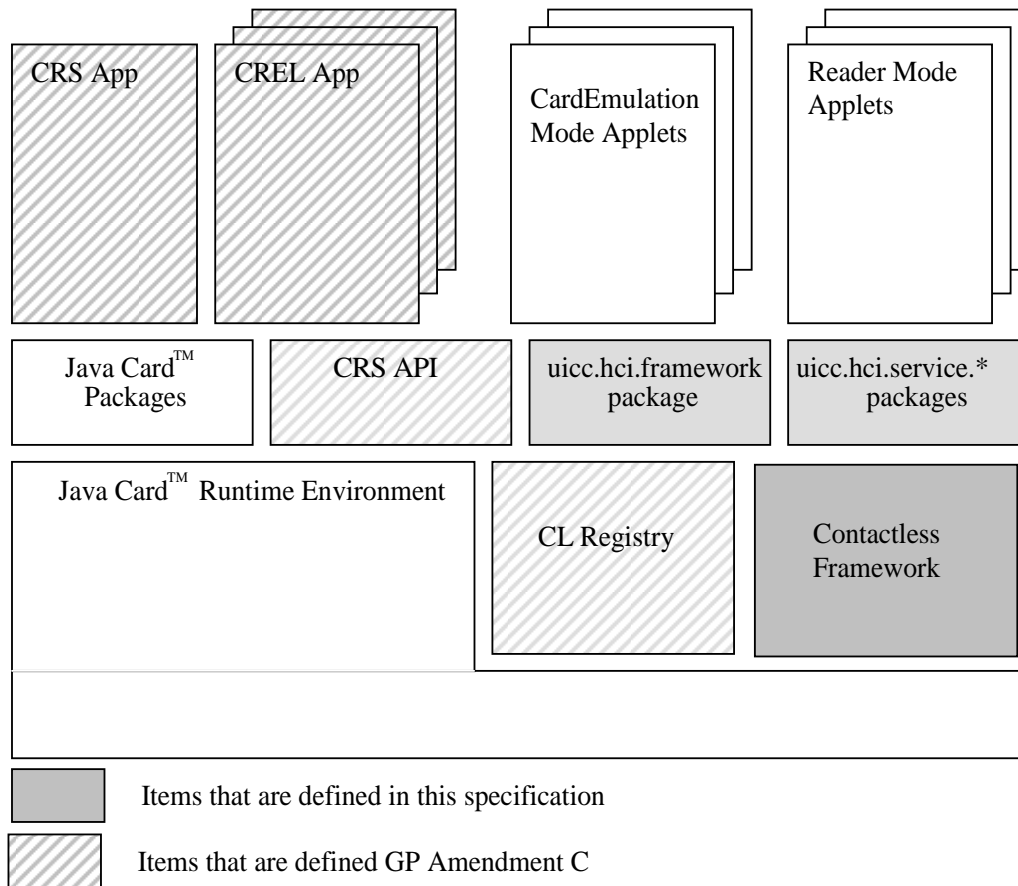 CRS App
CREL App
CardEmulation
Mode Applets
Reader Mode
Applets
Java Card™
Packages
CRS API
uicc.hci.framework
package
uicc.hci.service.*
packages
Java Card™ Runtime Environment
CL Registry
Contactless
Framework
Items that are defined in this specification
Items that are defined GP Amendment C